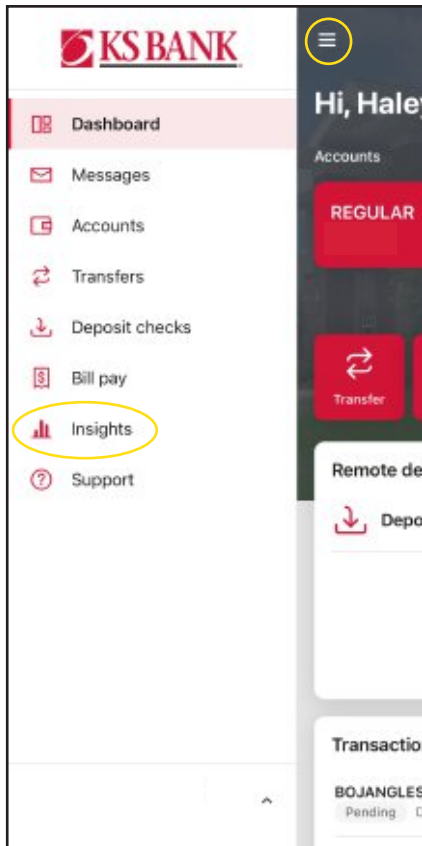 KS BANK
Dashboard
Messages
Accounts
Transfers
Deposit checks
$ Bill pay
Insights
? Support
Hi, Haley
Accounts
REGULAR
Transfer
Remote de
Depo
Transaction
BOJANGLES
Pending D